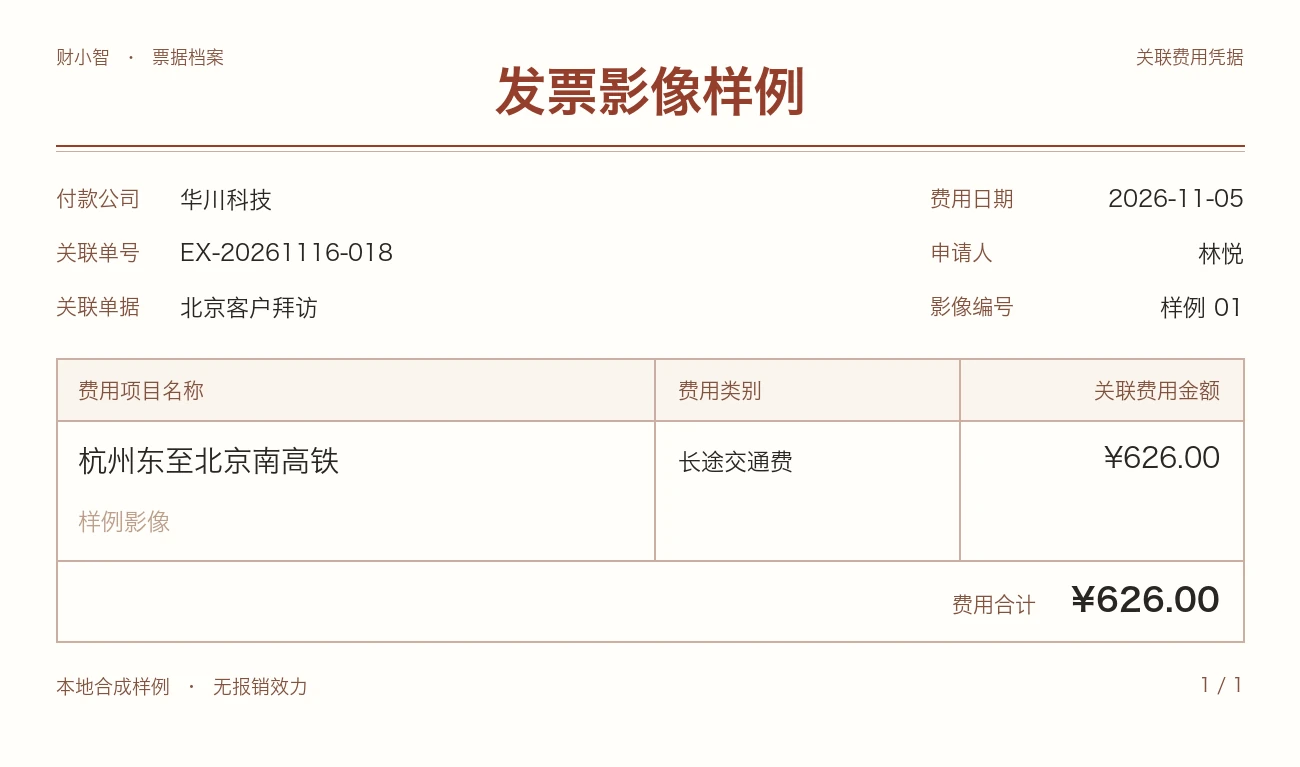 财小智 · 票据档案
关联费用凭据
发票影像样例
付款公司 华川科技 费用日期 2026-11-05
关联单号 EX-20261116-018 申请人 林悦
关联单据 北京客户拜访 影像编号 样例 01
费用项目名称 费用类别 关联费用金额
杭州东至北京南高铁 长途交通费 ¥626.00
样例影像
费用合计 ¥626.00
本地合成样例 · 无报销效力 1 / 1